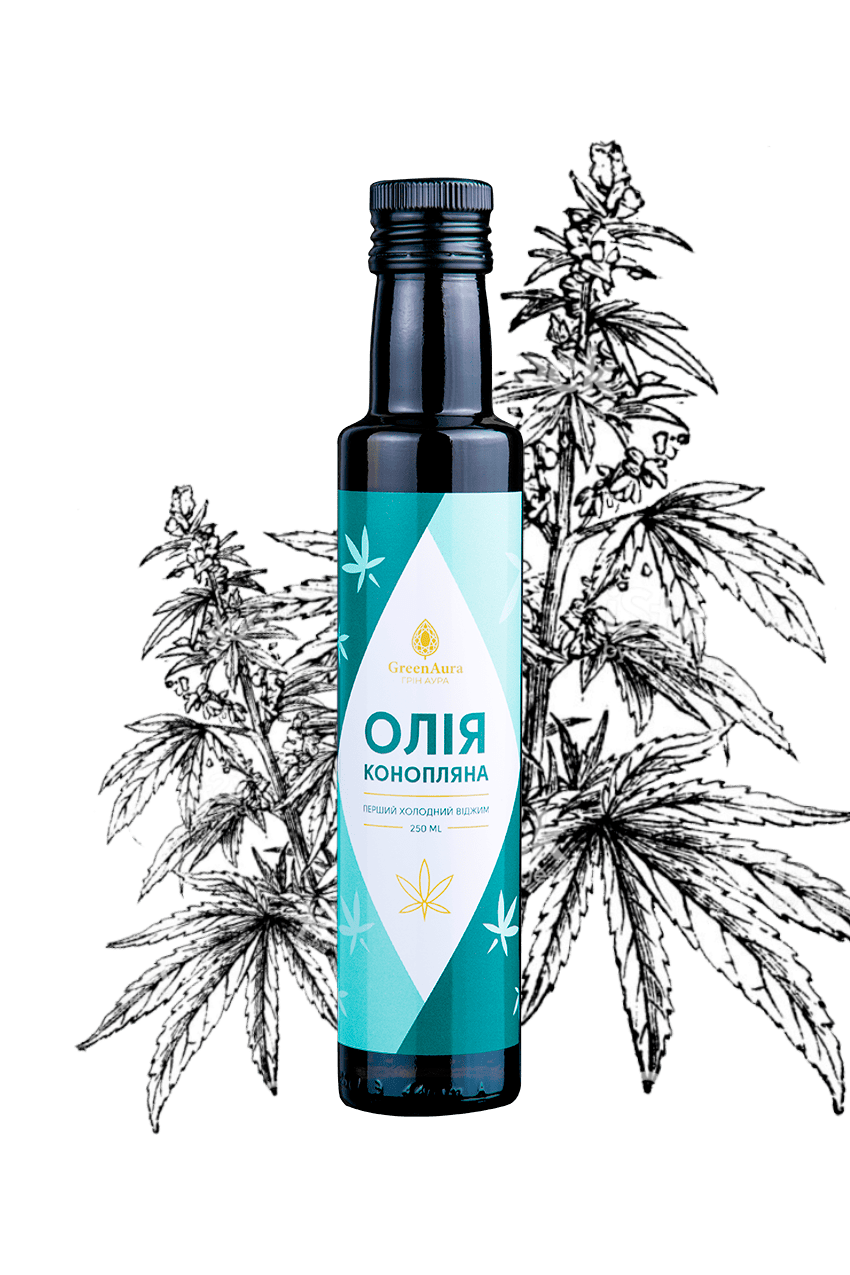 GreenAura
ГРІН АУРА
ОЛІЯ
КОНОПЛЯНА
ПЕРШИЙ ХОЛОДНИЙ ВІДЖИМ
250 ML